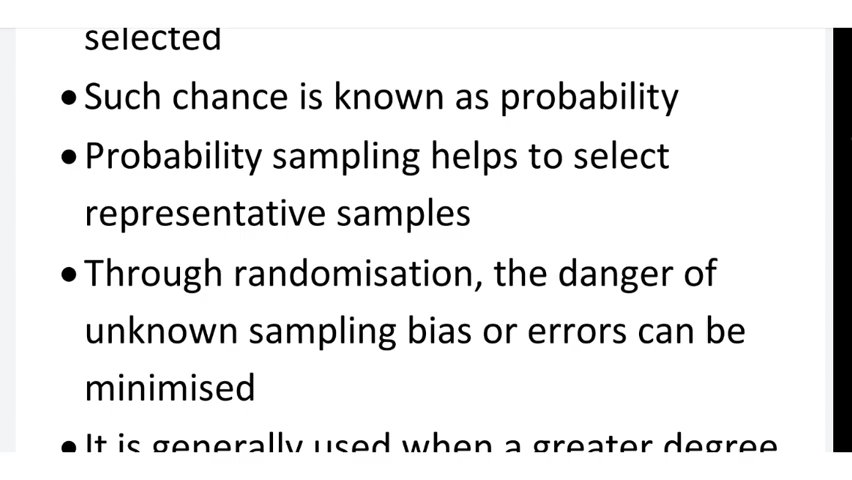 selected
• Such chance is known as probability
• Probability sampling helps to select
representative samples
• Through randomisation, the danger of
unknown sampling bias or errors can be
minimised
• It is generally used when a greater degree